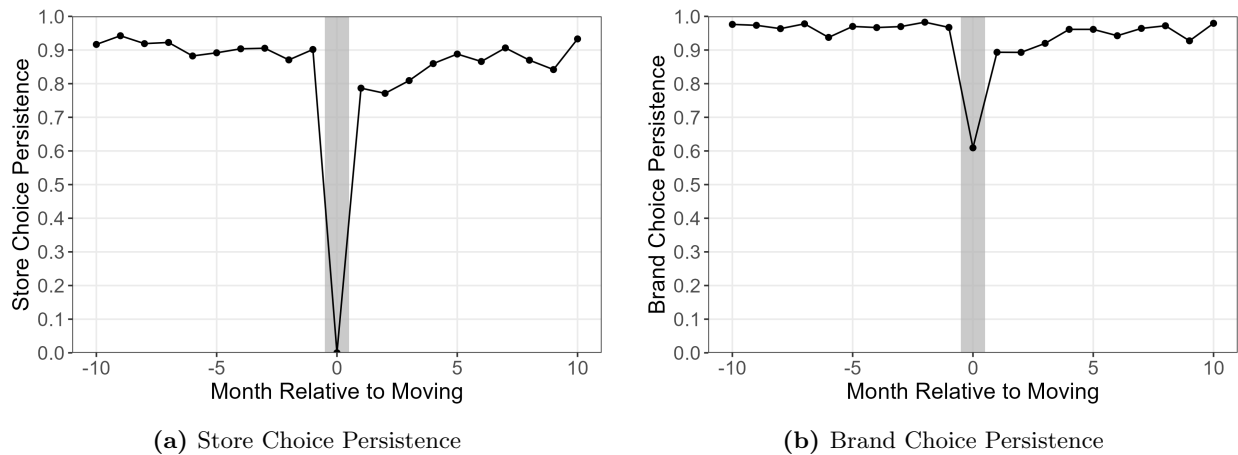 1.0
0.9
0.8
0.7
0.6
0.5
0.4
0.3
0.2
0.1
0.0
Store Choice Persistence
-10 -5 0 5 10
Month Relative to Moving
(a) Store Choice Persistence
1.0
0.9
0.8
0.7
0.6
0.5
0.4
0.3
0.2
0.1
0.0
Brand Choice Persistence
-10 -5 0 5 10
Month Relative to Moving
(b) Brand Choice Persistence